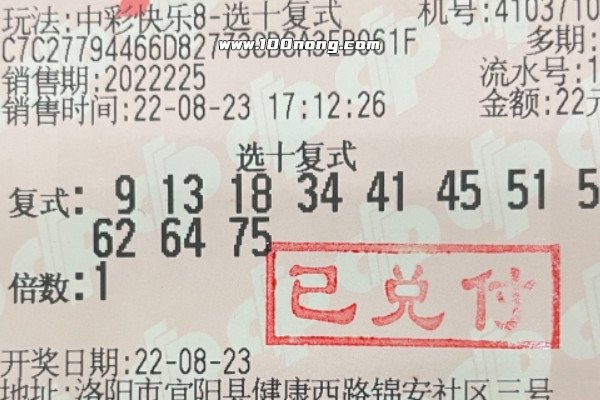 玩法:中彩快乐8-选十复式 机号:4103710
www.100nong.com
多期:
销售期:2022225 流水号:1
销售时间:22-08-23 17:12:26 金额:22元
选十复式
复式: 9 13 18 34 41 45 51 5
62 64 75
倍数:1
已兑付
开奖日期:22-08-23
地址:洛阳市宜阳县健康西路锦安社区三号